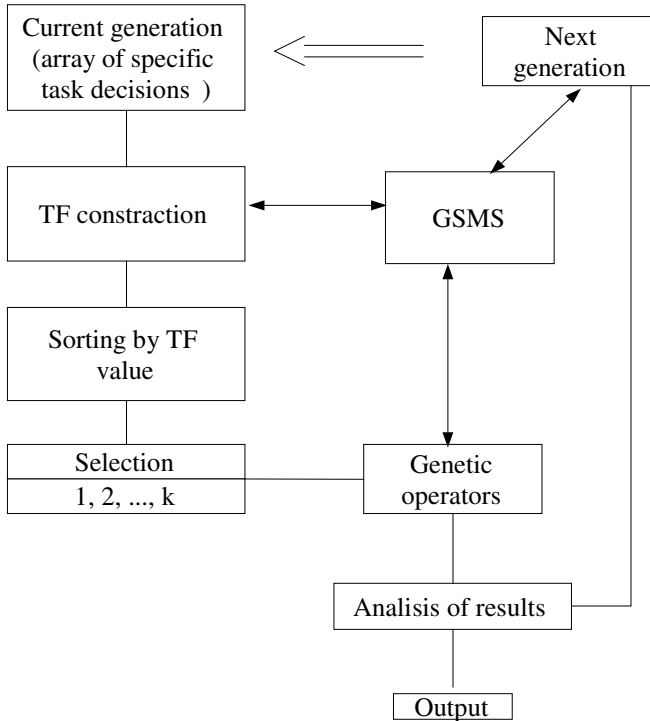 Current generation
(array of specific
task decisions )
Next
generation
TF constraction
GSMS
Sorting by TF
value
Selection
1, 2, ..., k
Genetic
operators
Analisis of results
Output